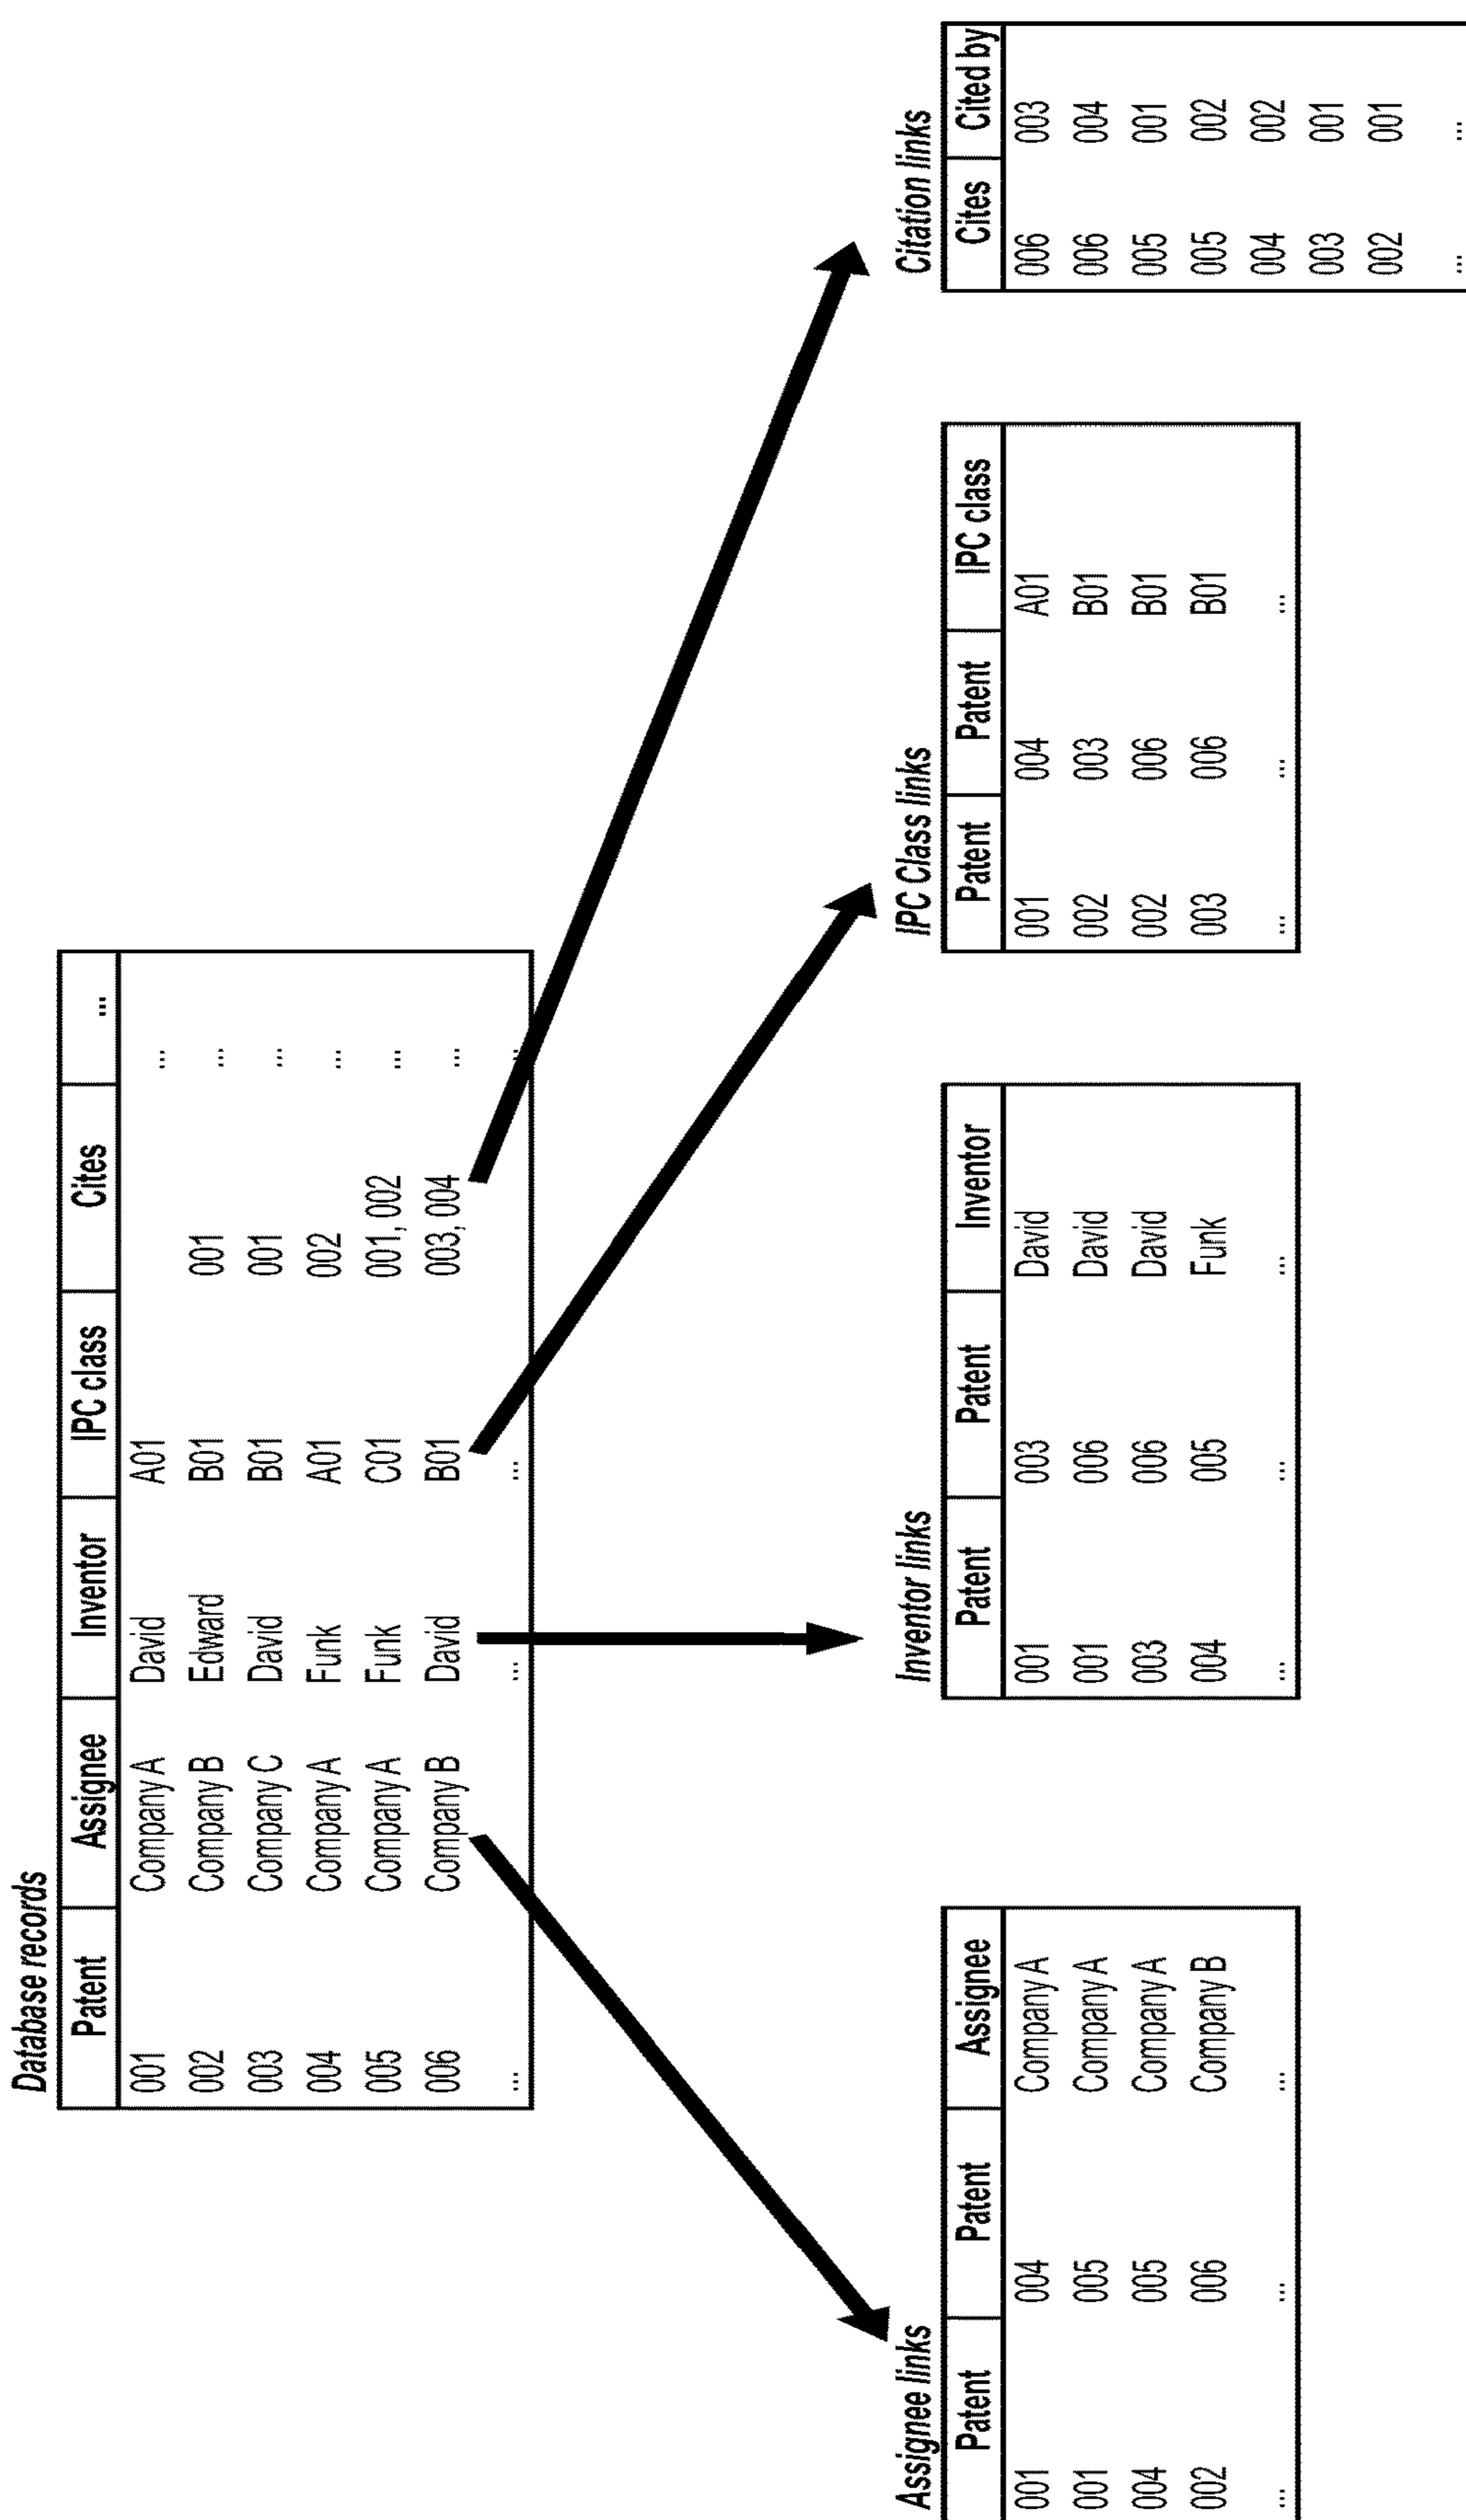 Database records
Patent Assignee Inventor IPC class Cites ...
001 Company A David A01 ...
002 Company B Edward B01 001 ...
003 Company C David B01 001 ...
004 Company A Funk A01 002 ...
005 Company A Funk C01 001, 002 ...
006 Company B David B01 003, 004 ...
... ... ... ...
Assignee links
Patent Patent Assignee
001 004 Company A
001 005 Company A
004 005 Company A
002 006 Company B
... ... ...
Inventor links
Patent Patent Inventor
001 003 David
001 006 David
003 006 David
004 005 Funk
... ... ...
IPC Class links
Patent Patent IPC class
001 004 A01
002 003 B01
002 006 B01
003 006 B01
... ... ...
Citation links
Cites Cited by
006 003
006 004
005 001
005 002
004 002
003 001
002 001
... ...